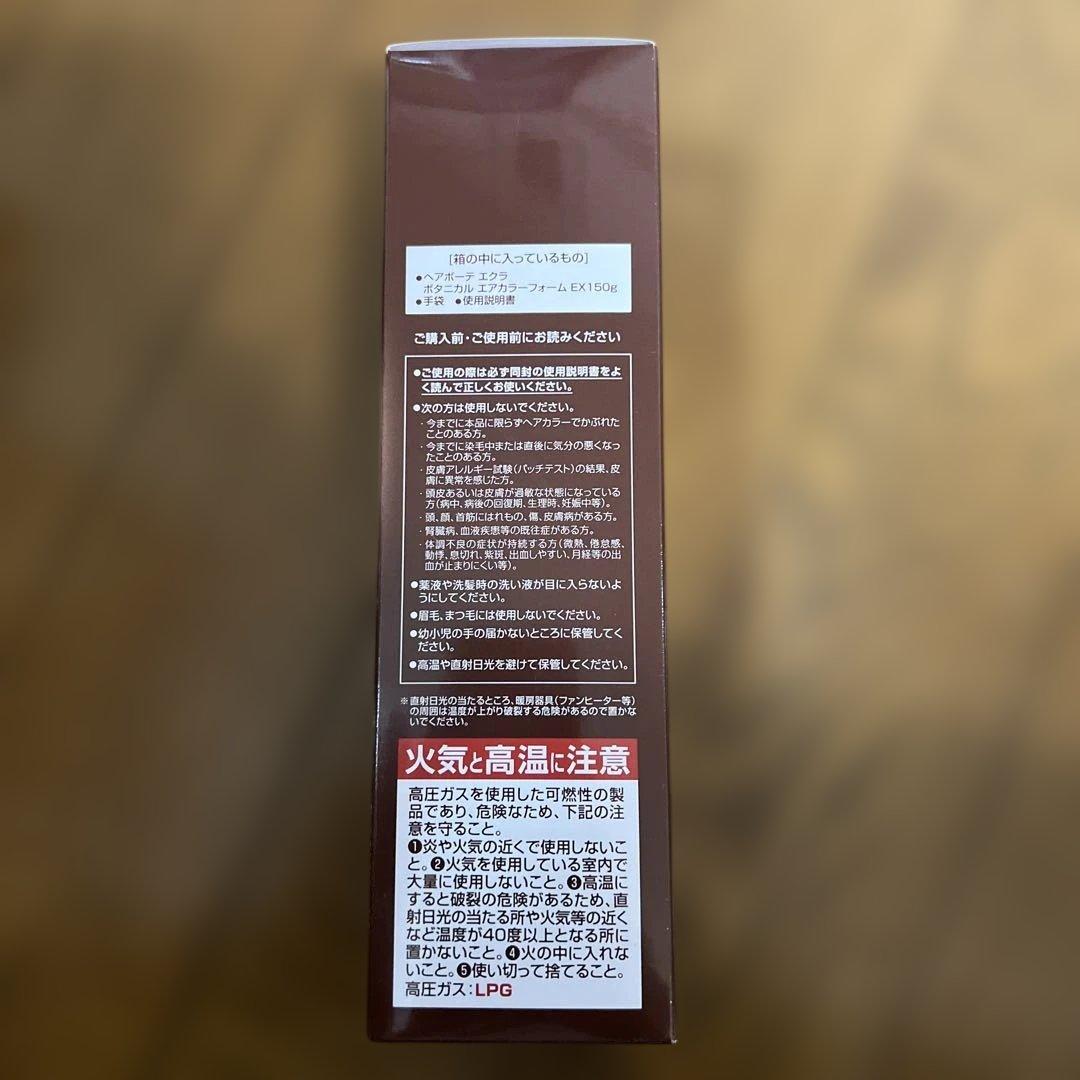 [箱の中に入っているもの]
●ヘアボーテ エクラ
ボタニカル エアカラーフォーム EX150g
●手袋 ●使用説明書
ご購入前・ご使用前にお読みください
●ご使用の際は必ず同封の使用説明書をよ
く読んで正しくお使いください。
●次の方は使用しないでください。
・今までに本品に限らずヘアカラーでかぶれた
ことのある方。
・今までに染毛中または直後に気分の悪くなっ
たことのある方。
・皮膚アレルギー試験(パッチテスト)の結果、皮
膚に異常を感じた方。
・頭皮あるいは皮膚が過敏な状態になっている
方(病中、病後の回復期、生理時、妊娠中等)。
・頭、顔、首筋にはれもの、傷、皮膚病がある方。
・腎臓病、血液疾患等の既往症がある方。
・体調不良の症状が持続する方(微熱、倦怠感、
動悸、息切れ、紫斑、出血しやすい、月経等の出
血が止まりにくい等)。
●薬液や洗髪時の洗い液が目に入らないよ
うにしてください。
●眉毛、まつ毛には使用しないでください。
●幼小児の手の届かないところに保管してく
ださい。
●高温や直射日光を避けて保管してください。
※直射日光の当たるところ、暖房器具(ファンヒーター等)
の周囲は温度が上がり破裂する危険があるので置かな
いでください。
火気と高温に注意
高圧ガスを使用した可燃性の製
品であり、危険なため、下記の注
意を守ること。
❶炎や火気の近くで使用しないこ
と。❷火気を使用している室内で
大量に使用しないこと。❸高温に
すると破裂の危険があるため、直
射日光の当たる所や火気等の近く
など温度が40度以上となる所に
置かないこと。❹火の中に入れな
いこと。❺使い切って捨てること。
高圧ガス:LPG